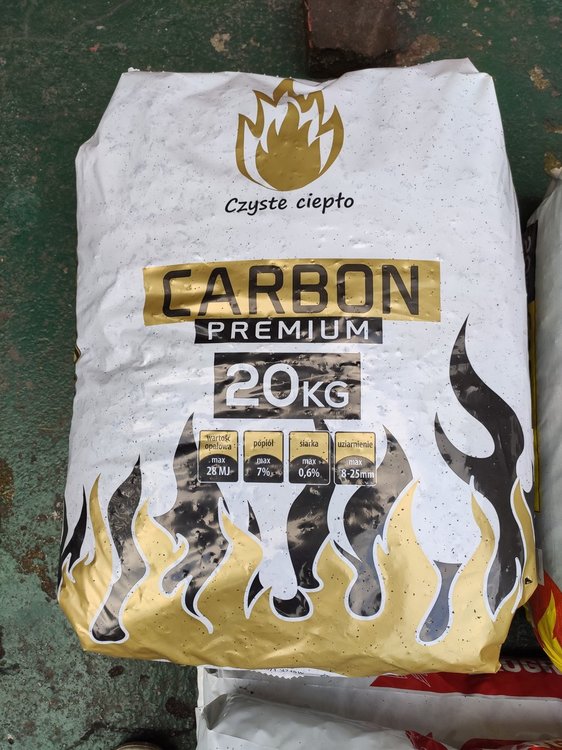 Czyste ciepło
CARBON
PREMIUM
20KG
wartość opałowa
max
28 MJ
popiół
max
7%
siarka
max
0,6%
uziarnienie
max
8-25mm